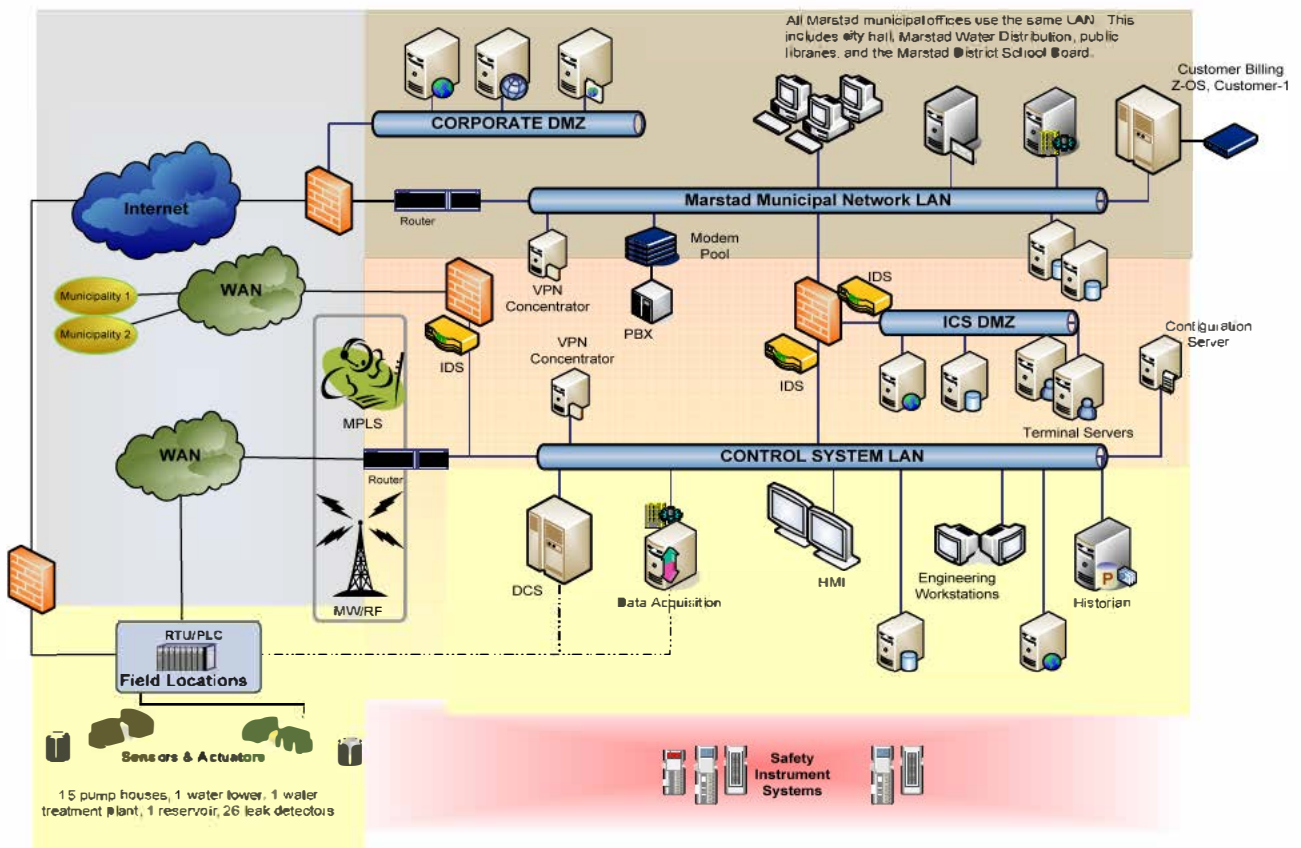 All Marstad municipal offices use the same LAN. This
includes city hall, Marstad Water Distribution, public
libraries, and the Marstad District School Board.
Customer Billing
Z-OS, Customer-1
CORPORATE DMZ
Internet
Router
Marstad Municipal Network LAN
Modem
Pool
VPN
Concentrator
PBX
WAN
Municipality 1
Municipality 2
IDS
IDS
ICS DMZ
Configuration
Server
VPN
Concentrator
IDS
MPLS
Terminal Servers
WAN
Router
CONTROL SYSTEM LAN
DCS
Data Acquisition
HMI
Engineering
Workstations
P
Historian
MW/RF
RTU/PLC
Field Locations
Sensors & Actuators
15 pump houses, 1 water tower, 1 water
treatment plant, 1 reservoir, 26 leak detectors
Safety
Instrument
Systems